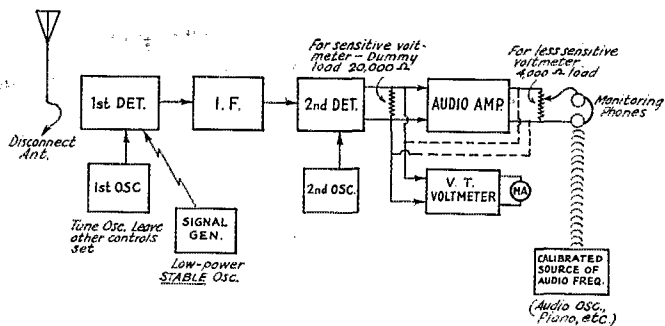 For sensitive volt-
meter - Dummy
load 20,000 Ω
For less sensitive
voltmeter
4,000 Ω load
1st DET.
I. F.
2nd DET.
AUDIO AMP.
Monitoring
Phones
Disconnect
Ant.
1st OSC
Tune Osc. Leave
other controls
set
SIGNAL
GEN.
Low-power
STABLE Osc.
2nd OSC.
V. T.
VOLTMETER
MA
CALIBRATED
SOURCE OF
AUDIO FREQ.
(Audio Osc.,
Piano, etc.)